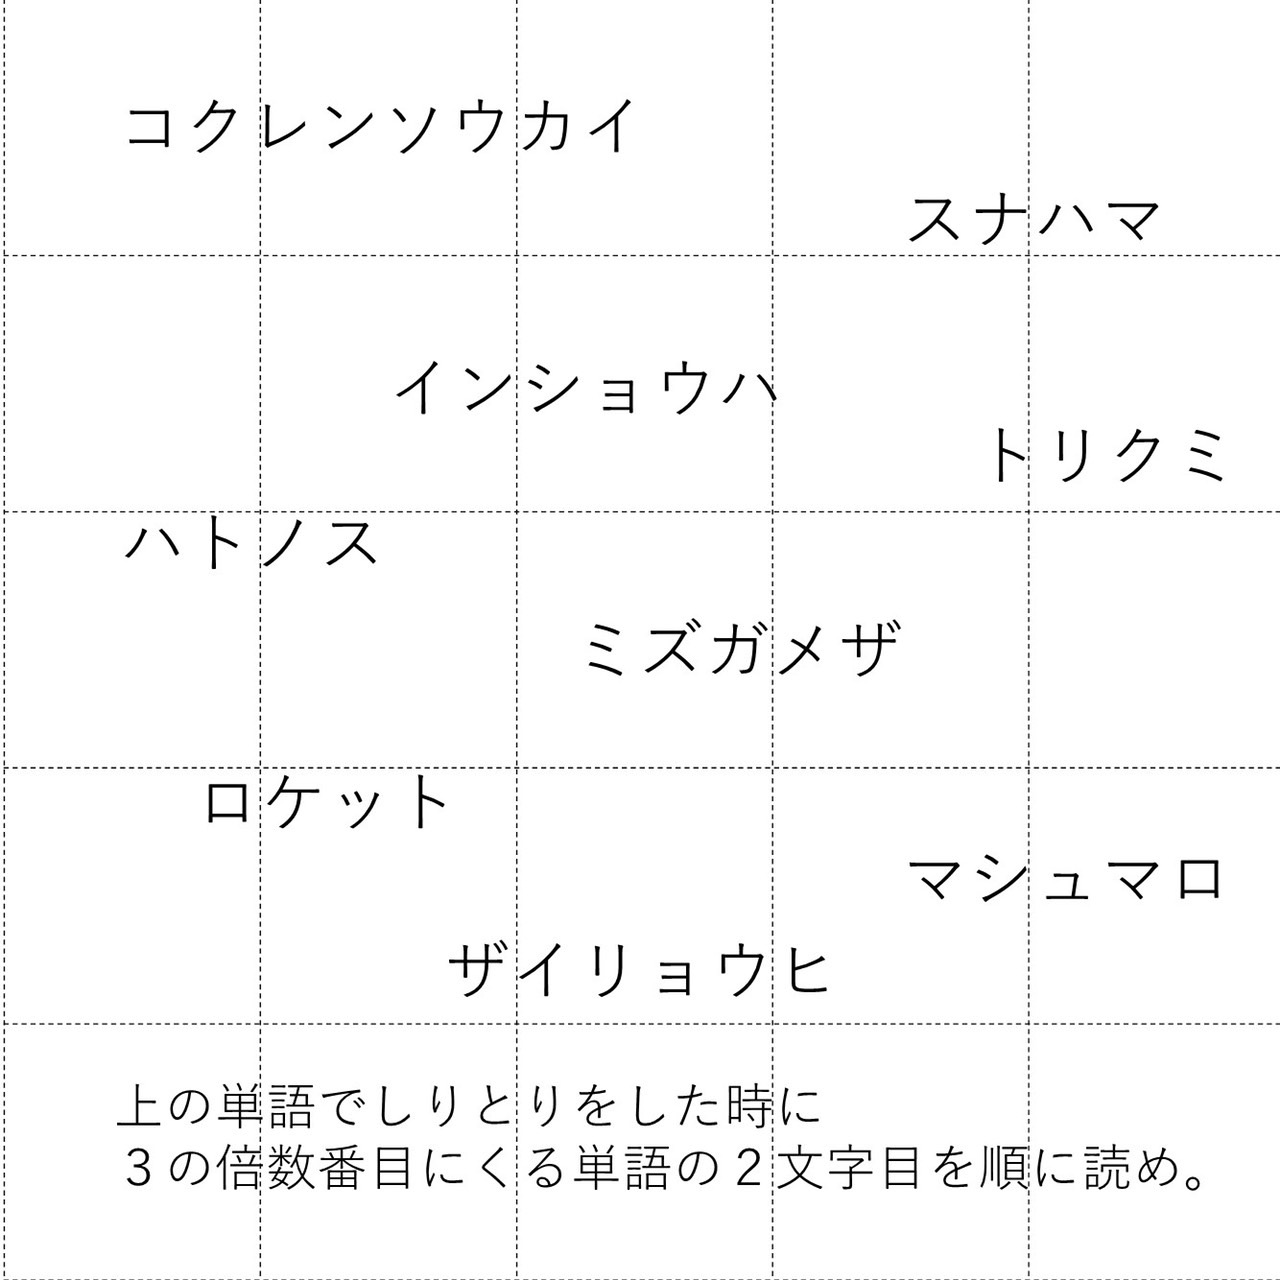 コクレンソウカイ
スナハマ
インショウハ
トリクミ
ハトノス
ミズガメザ
ロケット
マシュマロ
ザイリョウヒ
上の単語でしりとりをした時に
３の倍数番目にくる単語の２文字目を順に読め。